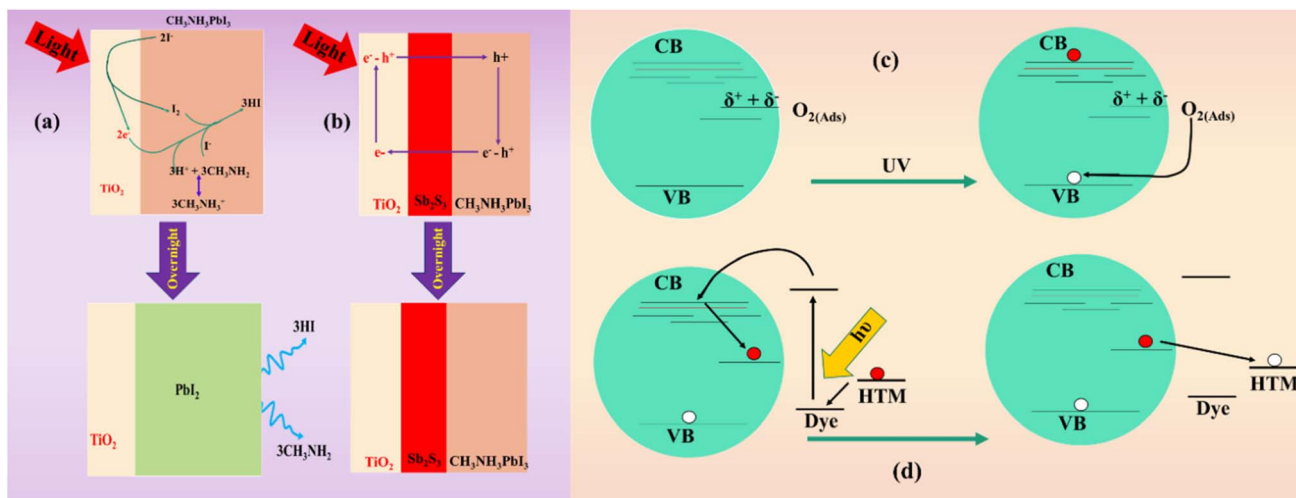 CH₃NH₃PbI₃
Light
2I⁻
I₂
3HI
(a)
2e⁻
I⁻
3H⁺ + 3CH₃NH₂
TiO₂
3CH₃NH₃⁺
Overnight
PbI₂
TiO₂
3HI
3CH₃NH₂
Light
e⁻ - h⁺
h+
(b)
e-
e⁻ - h⁺
TiO₂
Sb₂S₃
CH₃NH₃PbI₃
Overnight
TiO₂
Sb₂S₃
CH₃NH₃PbI₃
CB
δ⁺ + δ⁻
O₂(Ads)
VB
(c)
UV
CB
δ⁺ + δ⁻
O₂(Ads)
VB
CB
hυ
HTM
Dye
VB
(d)
CB
HTM
Dye
VB